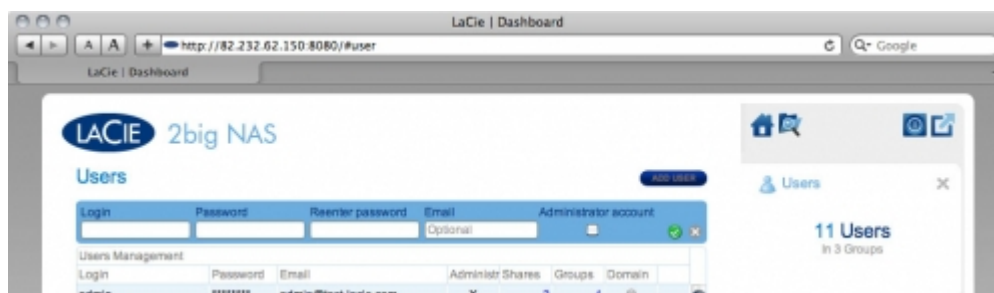 LaCie | Dashboard
A A + http://82.232.62.150:8080/#user Google
LaCie | Dashboard
LACIE 2big NAS
Users
ADD USER
Users
Login Password Reenter password Email Administrator account
Optional
11 Users
In 3 Groups
Users Management
Login Password Email Administr Shares Groups Domain